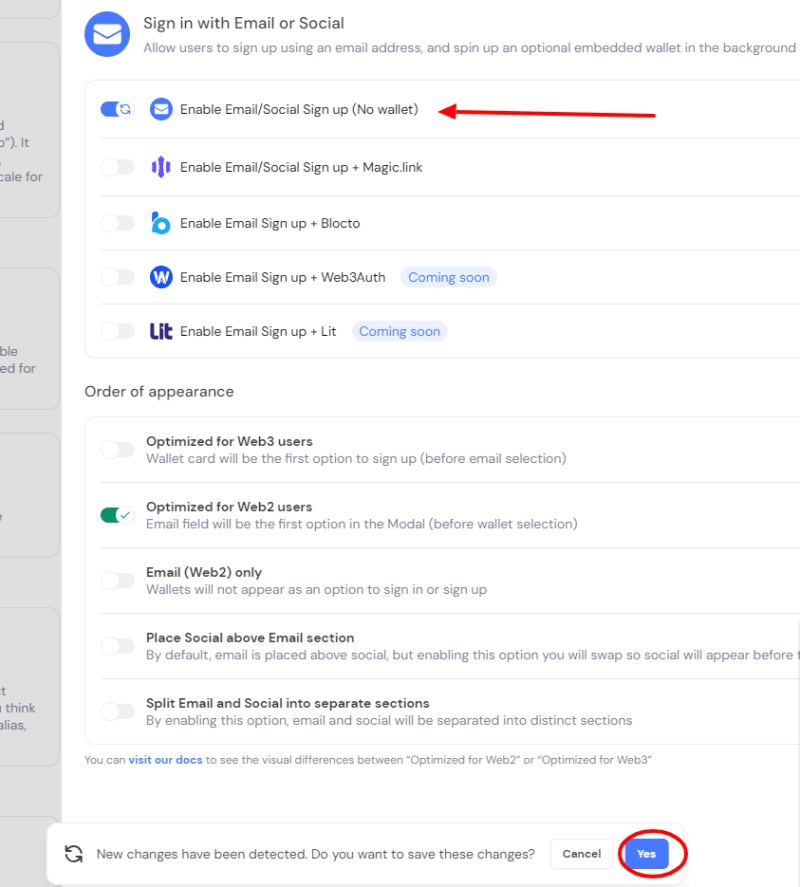 Sign in with Email or Social
Allow users to sign up using an email address, and spin up an optional embedded wallet in the background
Enable Email/Social Sign up (No wallet)
Enable Email/Social Sign up + Magic.link
Enable Email Sign up + Blocto
Enable Email Sign up + Web3Auth Coming soon
Lit Enable Email Sign up + Lit Coming soon
Order of appearance
Optimized for Web3 users
Wallet card will be the first option to sign up (before email selection)
Optimized for Web2 users
Email field will be the first option in the Modal (before wallet selection)
Email (Web2) only
Wallets will not appear as an option to sign in or sign up
Place Social above Email section
By default, email is placed above social, but enabling this option you will swap so social will appear before
Split Email and Social into separate sections
By enabling this option, email and social will be separated into distinct sections
You can visit our docs to see the visual differences between “Optimized for Web2” or “Optimized for Web3”
New changes have been detected. Do you want to save these changes? Cancel Yes
o"). It
cale for
ble
ed for
think
alias,